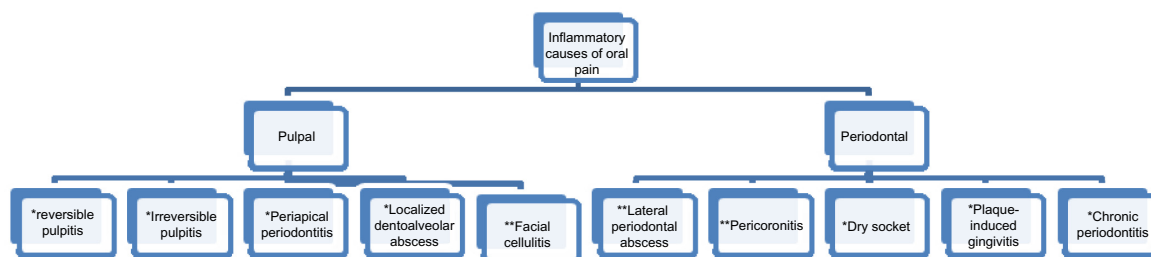 Inflammatory
causes of oral
pain
Pulpal
Periodontal
*reversible
pulpitis
*Irreversible
pulpitis
*Periapical
periodontitis
*Localized
dentoalveolar
abscess
**Facial
cellulitis
**Lateral
periodontal
abscess
**Pericoronitis
*Dry socket
*Plaque-
induced
gingivitis
*Chronic
periodontitis